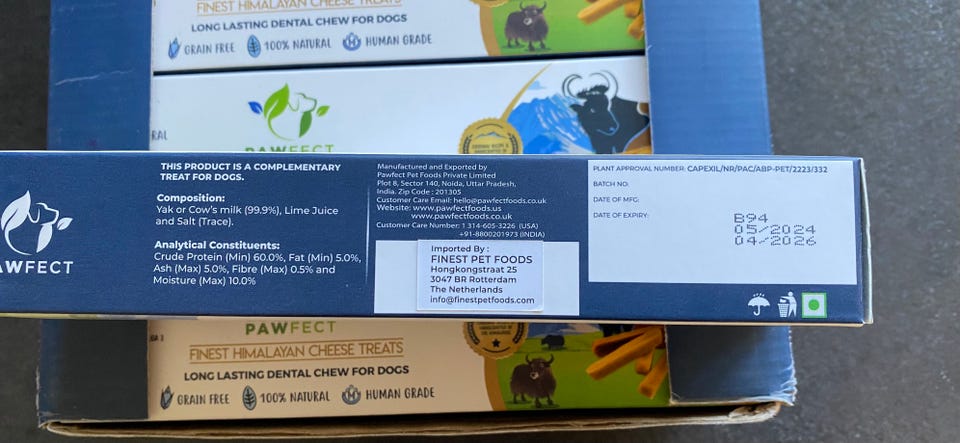 FINEST HIMALAYAN CHEESE TREATS
LONG LASTING DENTAL CHEW FOR DOGS
GRAIN FREE 100% NATURAL HUMAN GRADE
RAL
PAWFECT
THIS PRODUCT IS A COMPLEMENTARY
TREAT FOR DOGS.
Composition:
Yak or Cow's milk (99.9%), Lime Juice
and Salt (Trace).
Analytical Constituents:
Crude Protein (Min) 60.0%, Fat (Min) 5.0%,
Ash (Max) 5.0%, Fibre (Max) 0.5% and
Moisture (Max) 10.0%
AWFECT
Manufactured and Exported by
Pawfect Pet Foods Private Limited
Plot 8, Sector 140, Noida, Uttar Pradesh,
India. Zip Code : 201305
Customer Care Email: hello@pawfectfoods.co.uk
Website: www.pawfectfoods.co.uk
www.pawfectfoods.us
Customer Care Number: 1 314-605-3226 (USA)
+91-8800201973 (INDIA)
Imported By :
FINEST PET FOODS
Hongkongstraat 25
3047 BR Rotterdam
The Netherlands
info@finestpetfoods.com
PLANT APPROVAL NUMBER: CAPEXIL/NR/PAC/ABP-PET/2223/332
BATCH NO:
DATE OF MFG:
DATE OF EXPIRY:
B94
05/2024
04/2026
PAWFECT
FINEST HIMALAYAN CHEESE TREATS
LONG LASTING DENTAL CHEW FOR DOGS
GRAIN FREE 100% NATURAL HUMAN GRADE